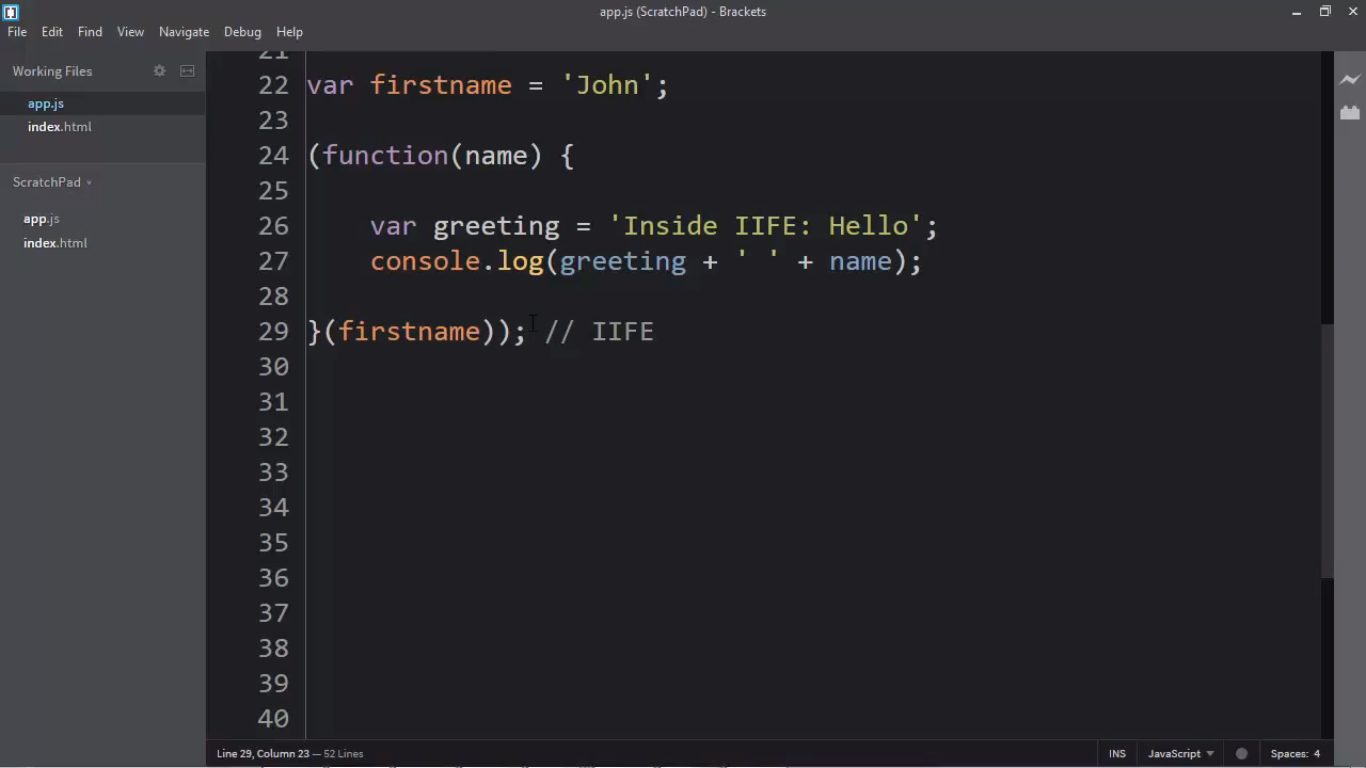 app.js (ScratchPad) - Brackets
File Edit Find View Navigate Debug Help
Working Files
app.js
index.html
ScratchPad
app.js
index.html
21
22 var firstname = 'John';
23
24 (function(name) {
25
26     var greeting = 'Inside IIFE: Hello';
27     console.log(greeting + ' ' + name);
28
29 }(firstname)); // IIFE
30
31
32
33
34
35
36
37
38
39
40
Line 29, Column 23 — 52 Lines INS JavaScript Spaces: 4